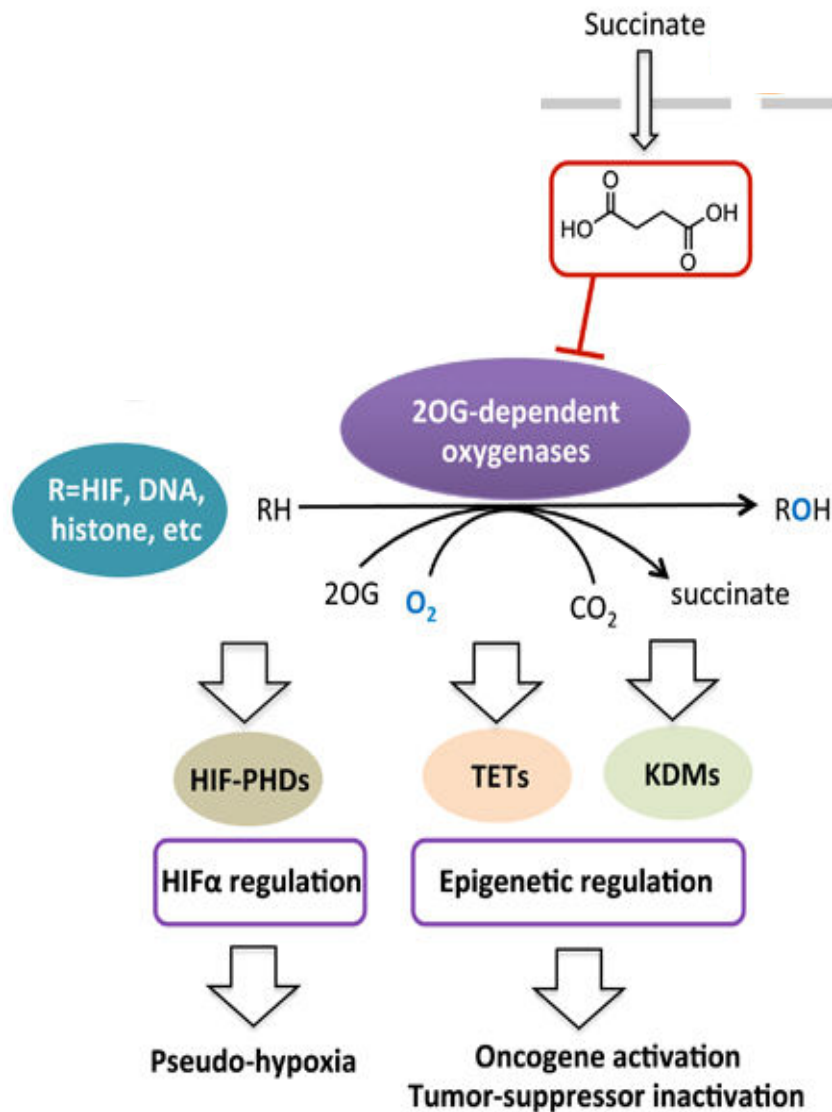 Succinate
O
HO
OH
O
2OG-dependent
oxygenases
R=HIF, DNA,
histone, etc
RH
ROH
2OG
O2
CO2
succinate
HIF-PHDs
TETs
KDMs
HIFα regulation
Epigenetic regulation
Pseudo-hypoxia
Oncogene activation
Tumor-suppressor inactivation